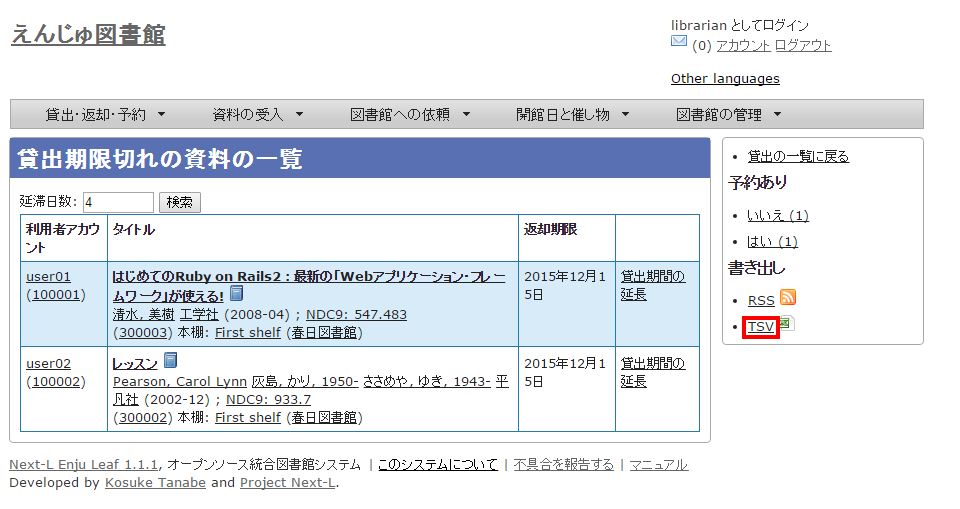 えんじゅ図書館
librarian としてログイン
(0) アカウント ログアウト
Other languages
貸出・返却・予約 ▼ 資料の受入 ▼ 図書館への依頼 ▼ 開館日と催し物 ▼ 図書館の管理 ▼
貸出期限切れの資料の一覧
延滞日数: 4 検索
利用者アカウ
ント
タイトル
返却期限
user01
(100001)
はじめてのRuby on Rails2 : 最新の「Webアプリケーション・フレー
ムワーク」が使える!
清水, 美樹 工学社 (2008-04) ; NDC9: 547.483
(300003) 本棚: First shelf (春日図書館)
2015年12月1
5日
貸出期間の
延長
user02
(100002)
レッスン
Pearson, Carol Lynn 灰島, かり, 1950- ささめや, ゆき, 1943- 平
凡社 (2002-12) ; NDC9: 933.7
(300002) 本棚: First shelf (春日図書館)
2015年12月1
5日
貸出期間の
延長
• 貸出の一覧に戻る
予約あり
• いいえ (1)
• はい (1)
書き出し
• RSS
• TSV
Next-L Enju Leaf 1.1.1, オープンソース統合図書館システム | このシステムについて | 不具合を報告する | マニュアル
Developed by Kosuke Tanabe and Project Next-L.